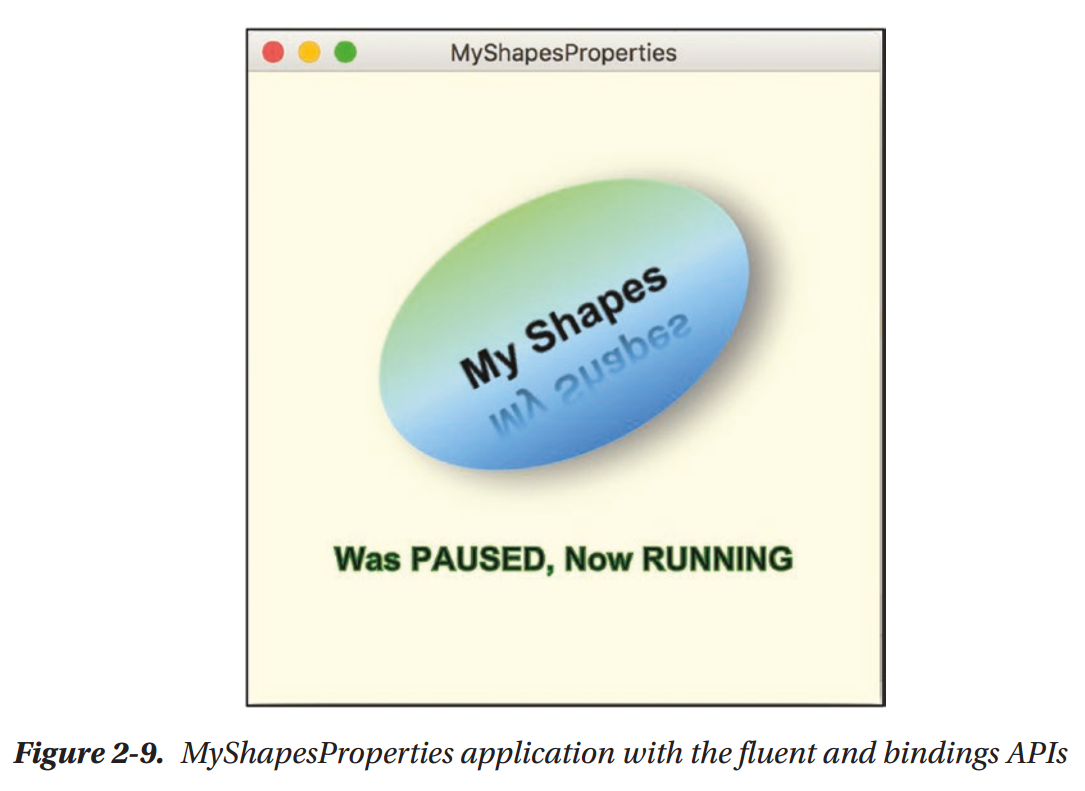 MyShapesProperties
My Shapes
My Shapes
Was PAUSED, Now RUNNING
Figure 2-9. MyShapesProperties application with the fluent and bindings APIs